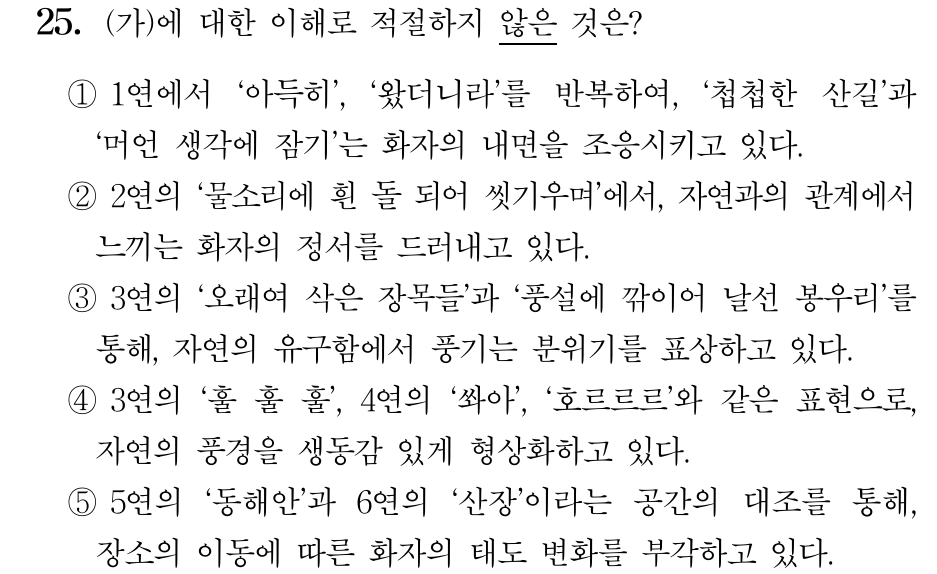 25. (가)에 대한 이해로 적절하지 않은 것은?
① 1연에서 ‘아득히’, ‘왔더니라’를 반복하여, ‘첩첩한 산길’과
‘머언 생각에 잠기’는 화자의 내면을 조응시키고 있다.
② 2연의 ‘물소리에 흰 돌 되어 씻기우며’에서, 자연과의 관계에서
느끼는 화자의 정서를 드러내고 있다.
③ 3연의 ‘오래여 삭은 장목들’과 ‘풍설에 깎이어 날선 봉우리’를
통해, 자연의 유구함에서 풍기는 분위기를 표상하고 있다.
④ 3연의 ‘훌 훌 훌’, 4연의 ‘쏴아’, ‘호르르르’와 같은 표현으로,
자연의 풍경을 생동감 있게 형상화하고 있다.
⑤ 5연의 ‘동해안’과 6연의 ‘산장’이라는 공간의 대조를 통해,
장소의 이동에 따른 화자의 태도 변화를 부각하고 있다.